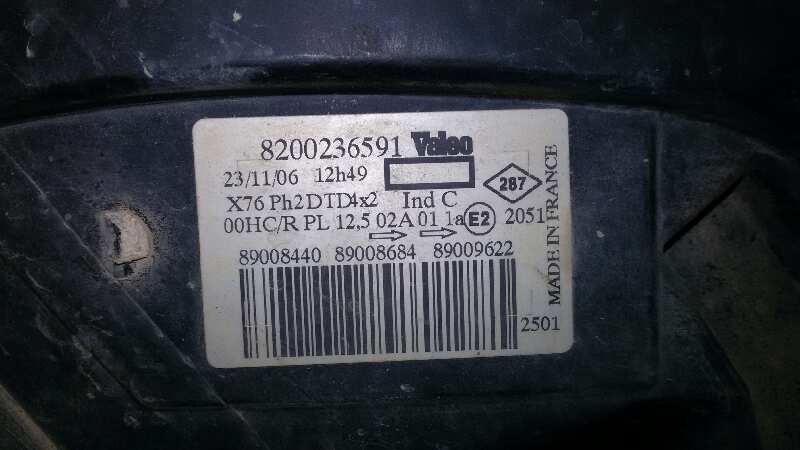 8200236591 Valeo
23/11/06 12h49
287
X76 Ph2 DTD4x2 Ind C
00HC/R PL 12,5 02A 01 1a E2 2051
89008440 89008684 89009622
2501
MADE IN FRANCE